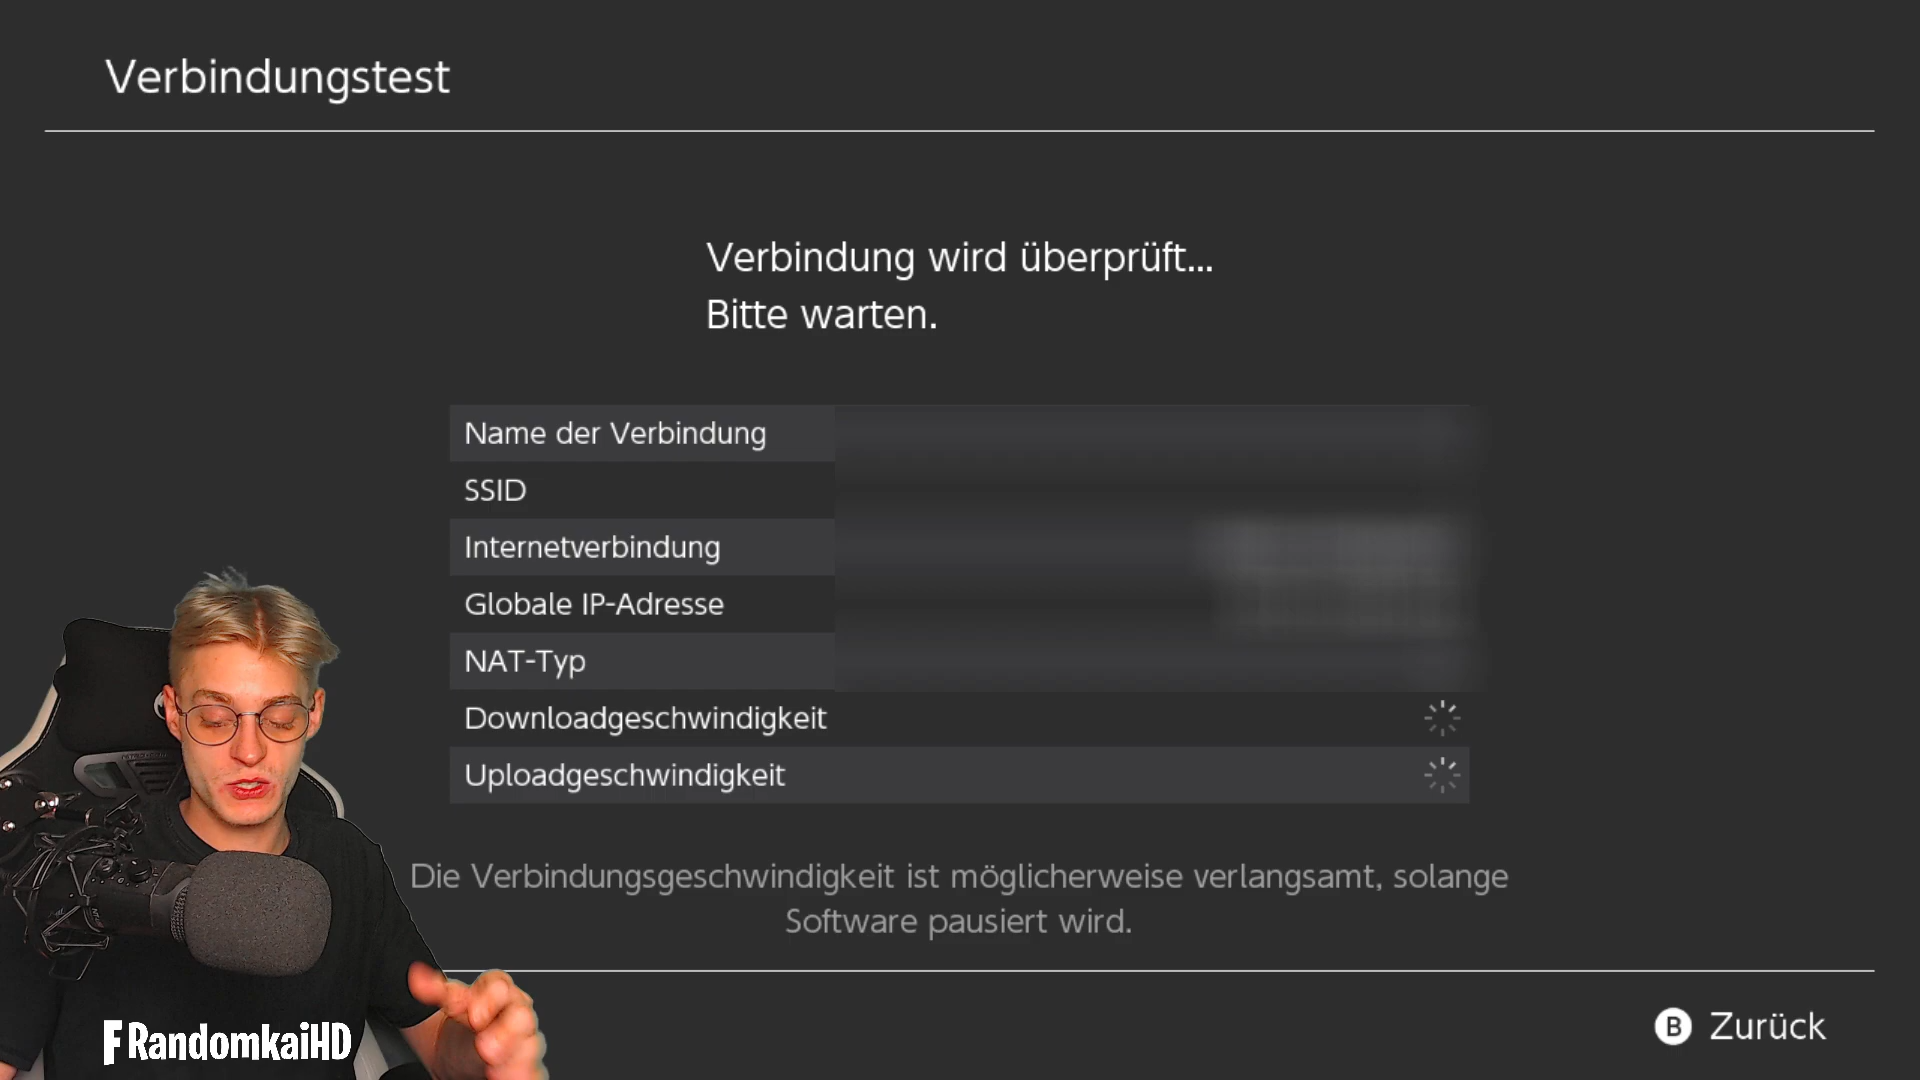 Verbindungstest
Verbindung wird überprüft...
Bitte warten.
Name der Verbindung
SSID
Internetverbindung
Globale IP-Adresse
NAT-Typ
Downloadgeschwindigkeit
Uploadgeschwindigkeit
Die Verbindungsgeschwindigkeit ist möglicherweise verlangsamt, solange
Software pausiert wird.
F RandomkaiHD
B Zurück